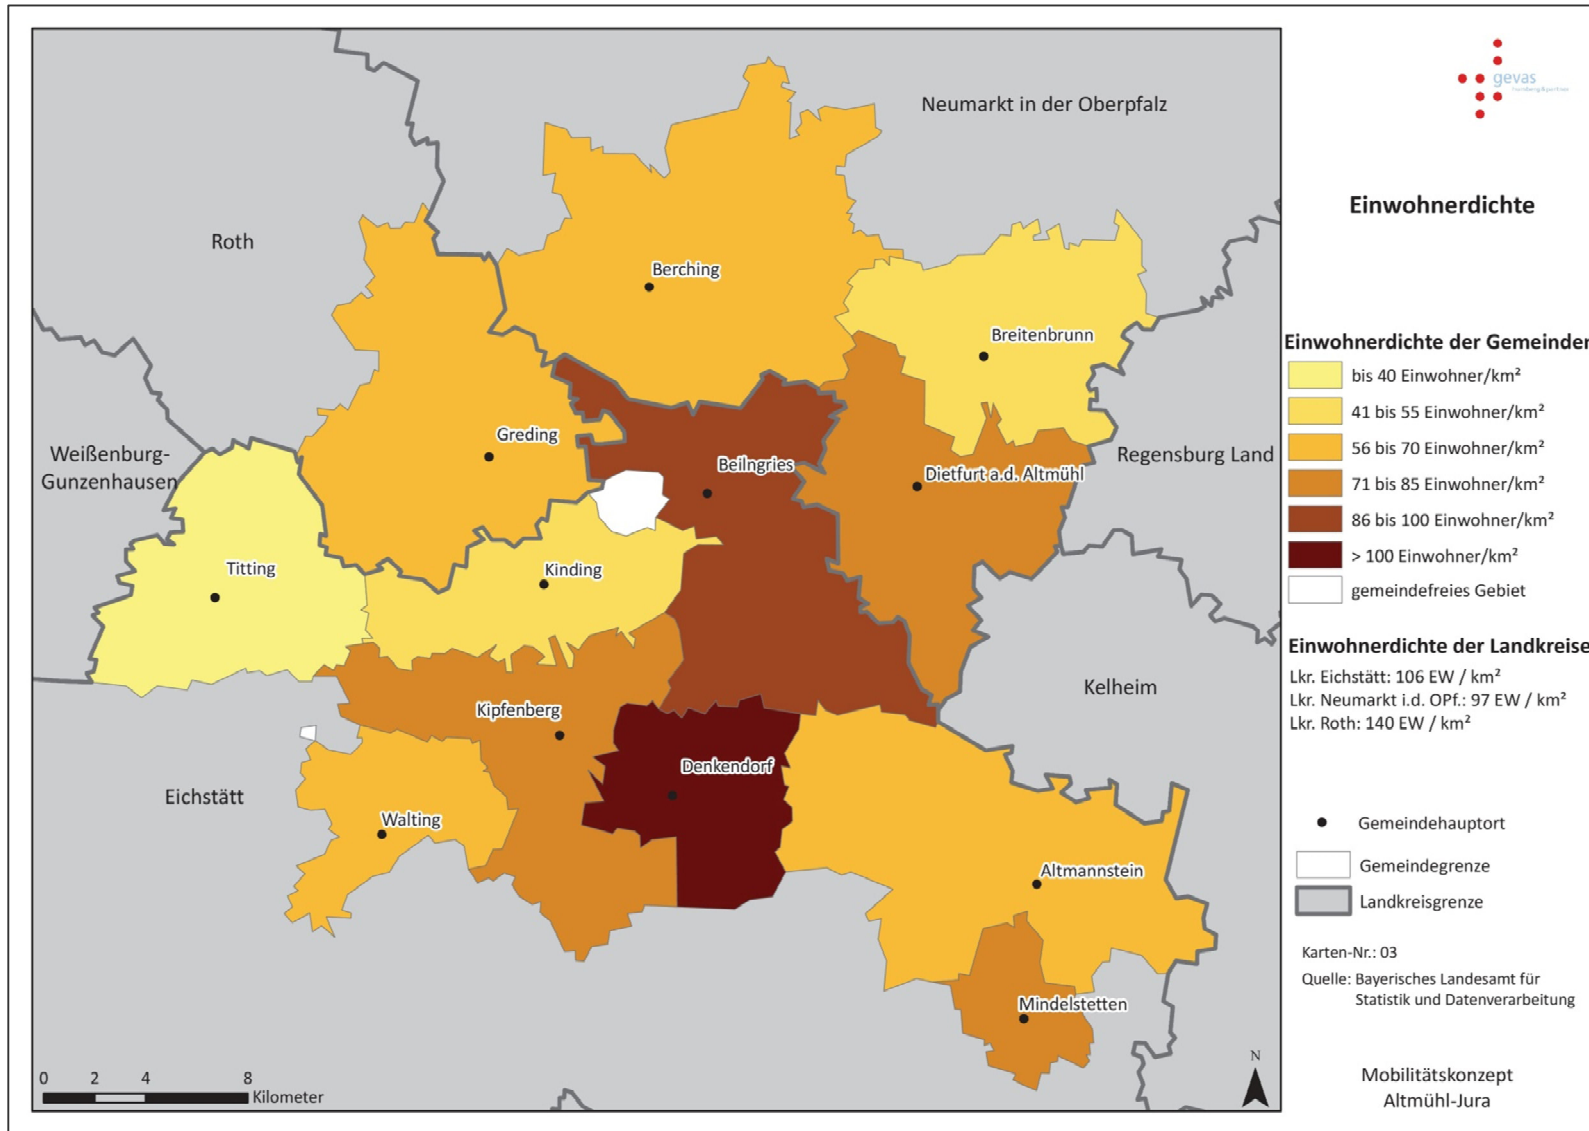 Neumarkt in der Oberpfalz
Roth
Berching
Breitenbrunn
Weißenburg-
Gunzenhausen
Greding
Beilngries
Dietfurt a.d. Altmühl
Regensburg Land
Titting
Kinding
Kelheim
Kipfenberg
Denkendorf
Eichstätt
Walting
Altmannstein
Mindelstetten
0 2 4 8
Kilometer
N
gevas
Einwohnerdichte
Einwohnerdichte der Gemeinden
bis 40 Einwohner/km²
41 bis 55 Einwohner/km²
56 bis 70 Einwohner/km²
71 bis 85 Einwohner/km²
86 bis 100 Einwohner/km²
> 100 Einwohner/km²
gemeindefreies Gebiet
Einwohnerdichte der Landkreise
Lkr. Eichstätt: 106 EW / km²
Lkr. Neumarkt i.d. OPf.: 97 EW / km²
Lkr. Roth: 140 EW / km²
Gemeindehauptort
Gemeindegrenze
Landkreisgrenze
Karten-Nr.: 03
Quelle: Bayerisches Landesamt für
Statistik und Datenverarbeitung
Mobilitätskonzept
Altmühl-Jura